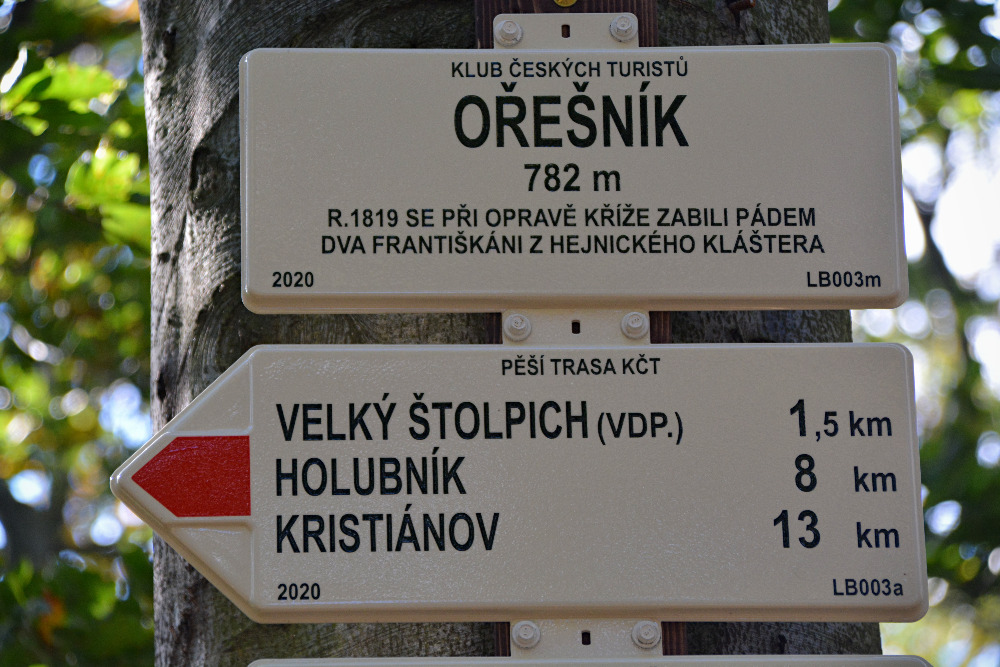 KLUB ČESKÝCH TURISTŮ
OŘEŠNÍK
782 m
R.1819 SE PŘI OPRAVĚ KŘÍŽE ZABILI PÁDEM
DVA FRANTIŠKÁNI Z HEJNICKÉHO KLÁŠTERA
2020 LB003m
PĚŠÍ TRASA KČT
VELKÝ ŠTOLPICH (VDP.) 1,5 km
HOLUBNÍK 8 km
KRISTIÁNOV 13 km
2020 LB003a